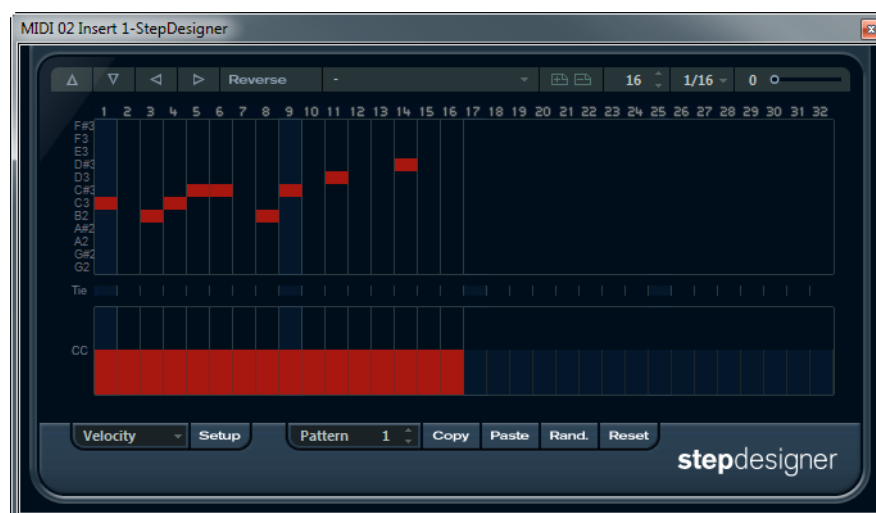 MIDI 02 Insert 1-StepDesigner
Reverse - 16 1/16 0
1 2 3 4 5 6 7 8 9 10 11 12 13 14 15 16 17 18 19 20 21 22 23 24 25 26 27 28 29 30 31 32
F#3
F3
E3
D#3
D3
C#3
C3
B2
A#2
A2
G#2
G2
Tie
CC
Velocity Setup Pattern 1 Copy Paste Rand. Reset
stepdesigner